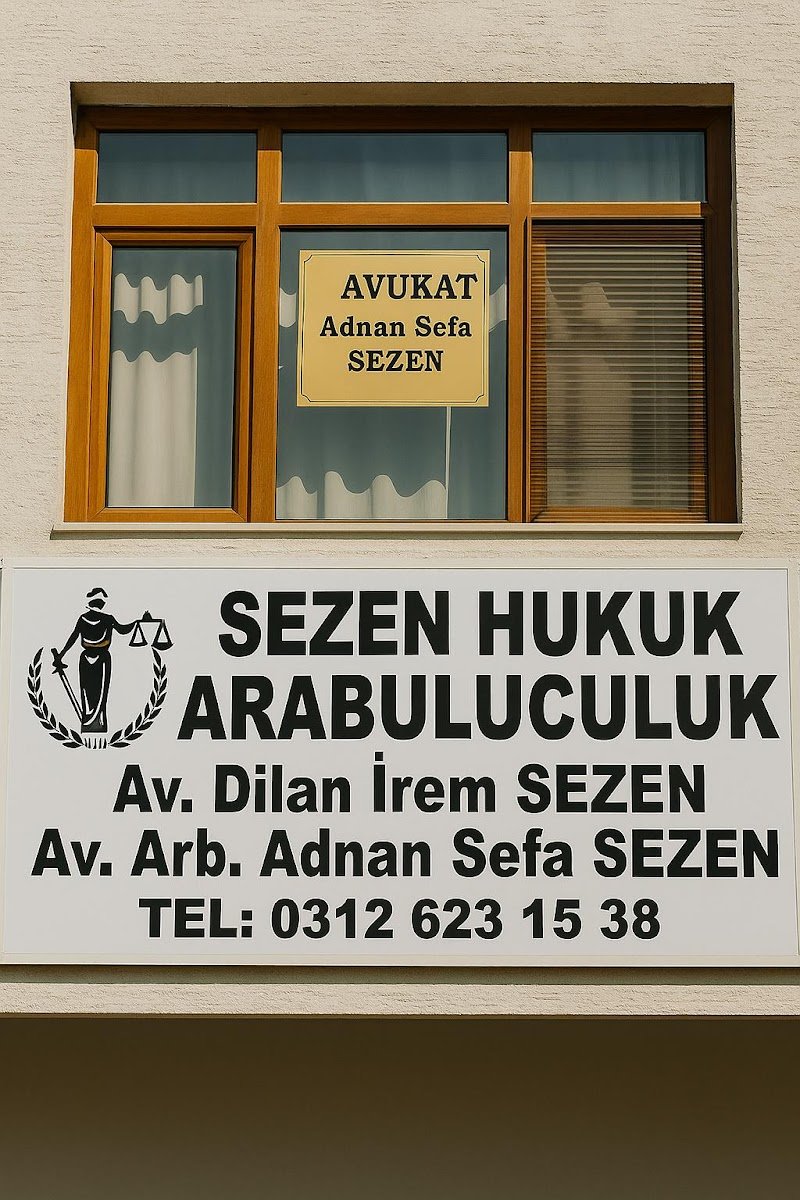 AVUKAT
Adnan Sefa
SEZEN
SEZEN HUKUK
ARABULUCULUK
Av. Dilan İrem SEZEN
Av. Arb. Adnan Sefa SEZEN
TEL: 0312 623 15 38